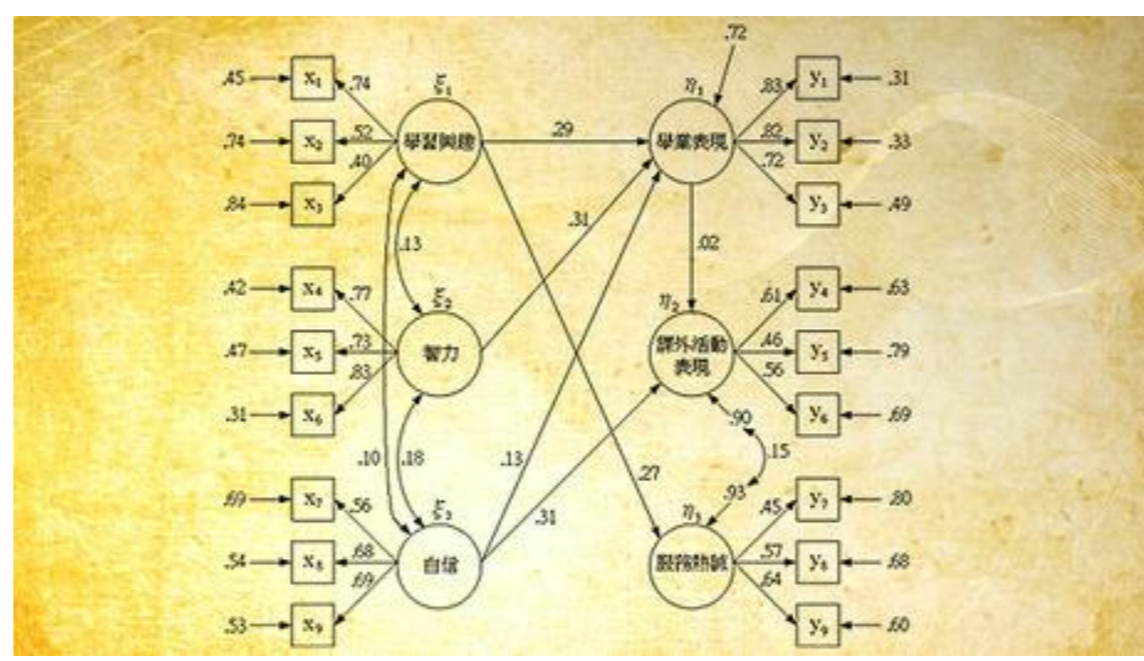 .72
.45
x₁
.74
ξ₁
η₁
.83
y₁
.31
.74
x₂
.52
學習興趣
.29
學業表現
.82
y₂
.33
.84
x₃
.40
.72
y₃
.49
.13
.31
.02
.42
x₄
.77
ξ₂
η₂
.61
y₄
.63
.47
x₅
.73
智力
課外活動
表現
.46
y₅
.79
.31
x₆
.83
.56
y₆
.69
.90
.10
.18
.13
.27
.15
.69
x₇
.56
ξ₃
.31
.93
.45
y₇
.80
.54
x₈
.68
自信
服務熱誠
.57
y₈
.68
.53
x₉
.69
.64
y₉
.60